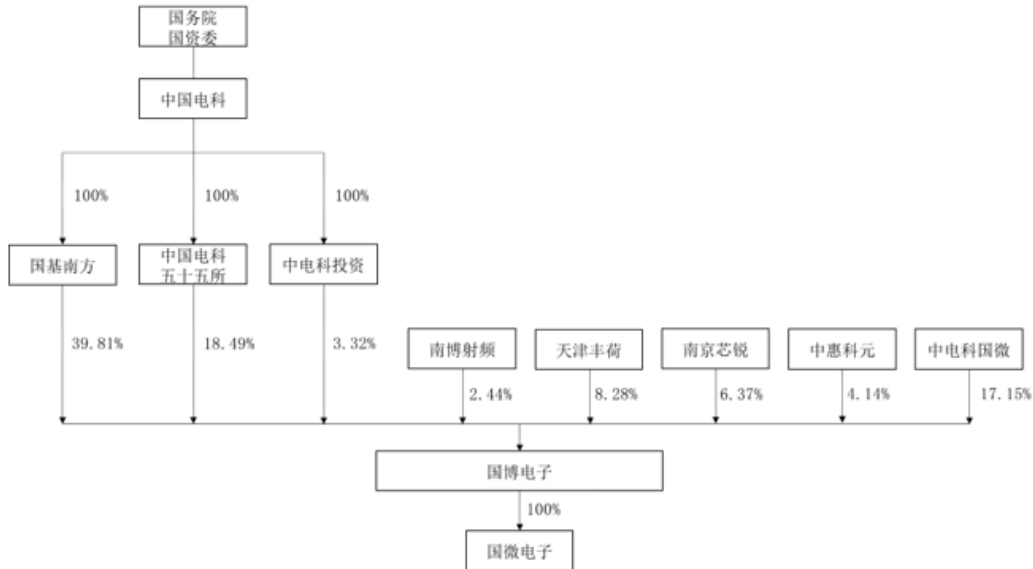 国务院
国资委
中国电科
100%
100%
100%
国基南方
中国电科
五十五所
中电科投资
39.81%
18.49%
3.32%
南博射频
天津丰荷
南京芯锐
中惠科元
中电科国微
2.44%
8.28%
6.37%
4.14%
17.15%
国博电子
100%
国微电子